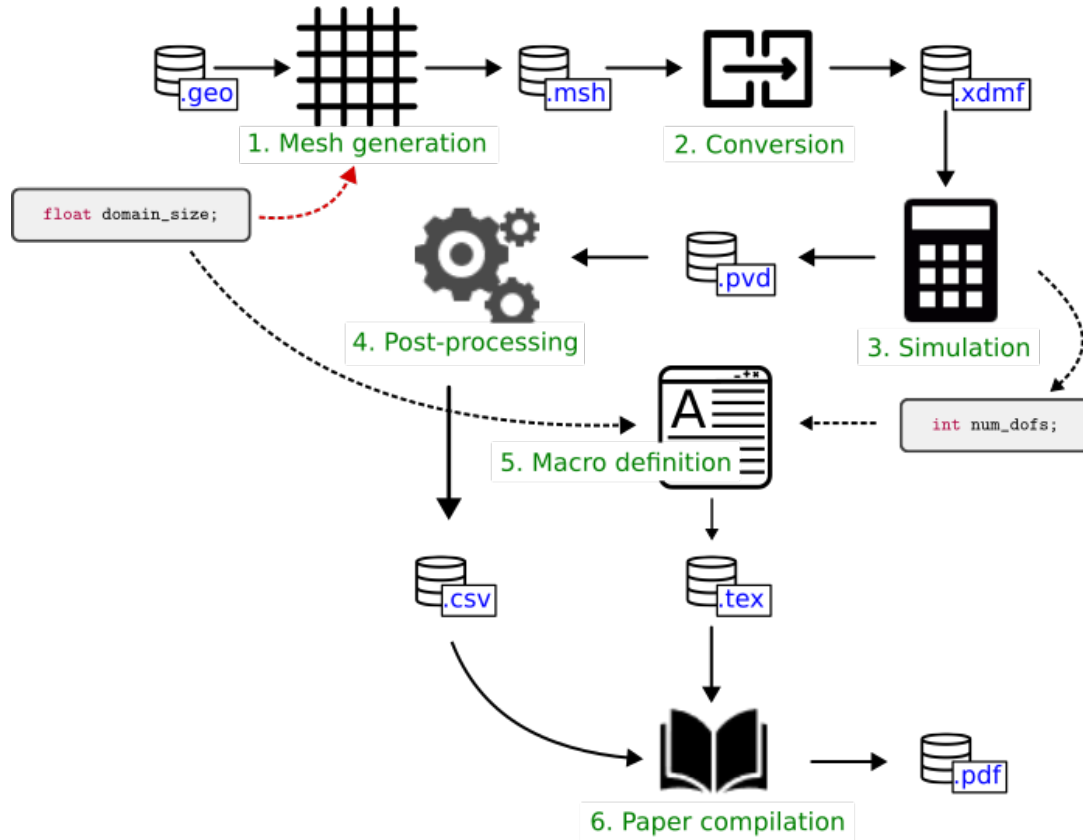 .geo
.msh
.xdmf
1. Mesh generation
2. Conversion
float domain_size;
.pvd
4. Post-processing
3. Simulation
A
int num_dofs;
5. Macro definition
.csv
.tex
.pdf
6. Paper compilation